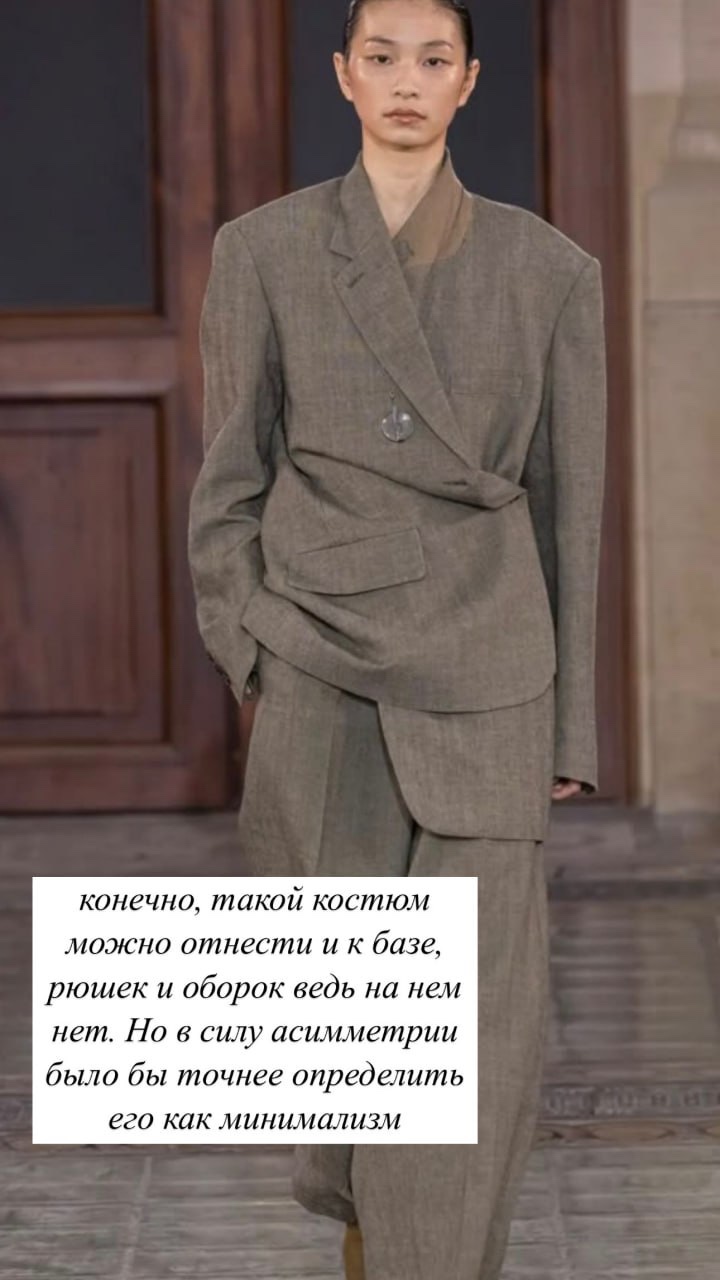 конечно, такой костюм
можно отнести и к базе,
рюшек и оборок ведь на нем
нет. Но в силу асимметрии
было бы точнее определить
его как минимализм